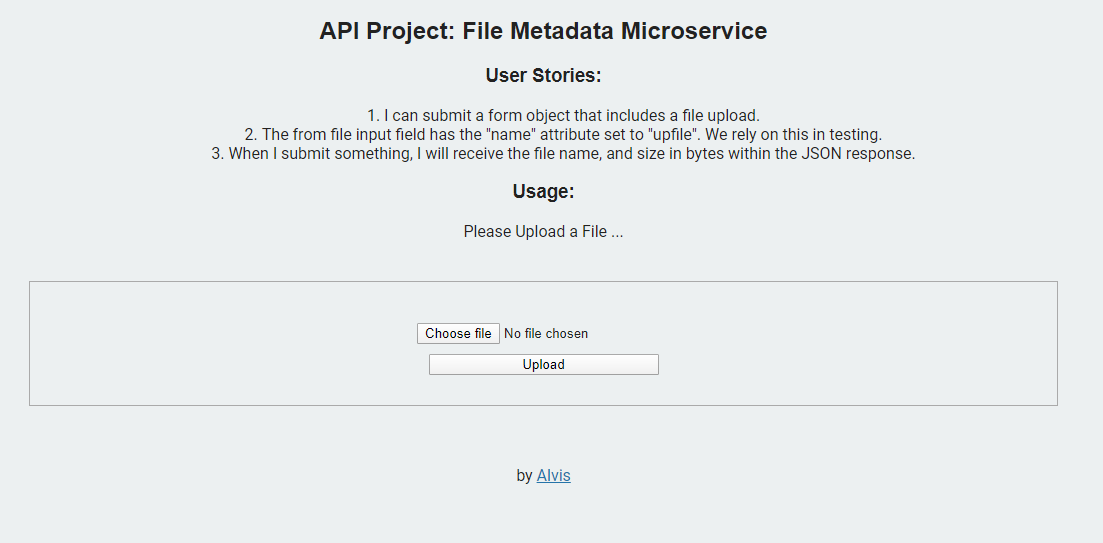 API Project: File Metadata Microservice
User Stories:
1. I can submit a form object that includes a file upload.
2. The from file input field has the "name" attribute set to "upfile". We rely on this in testing.
3. When I submit something, I will receive the file name, and size in bytes within the JSON response.
Usage:
Please Upload a File ...
Choose file No file chosen
Upload
by Alvis